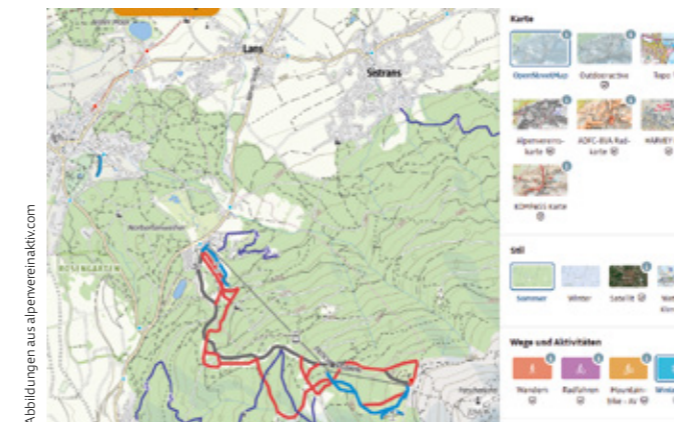 Abbildungen aus alpenvereinaktiv.com
Lans
Sistrans
ROSENGARTEN
Karte
OpenStreetMap
Outdooractive
Topo
Alpenvereins-
karte
ADFC-BVA Rad-
karte
HARVEY
KOMPASS Karte
Stil
Sommer
Winter
Satellit
Wege und Aktivitäten
Wandern
Radfahren
Mountain-
bike - AV